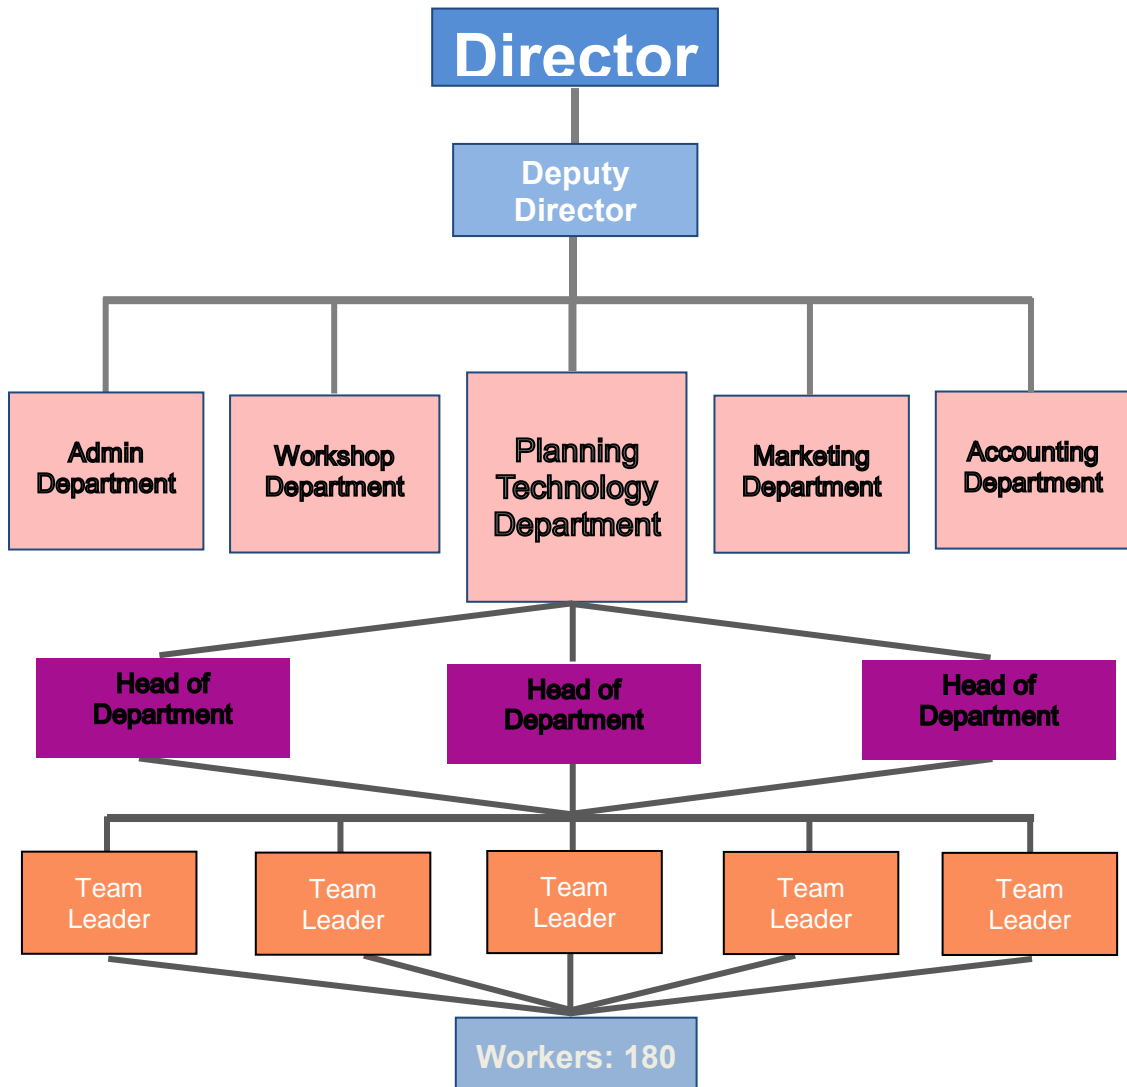 Director
Deputy
Director
Admin
Department
Workshop
Department
Planning
Technology
Department
Marketing
Department
Accounting
Department
Head of
Department
Head of
Department
Head of
Department
Team
Leader
Team
Leader
Team
Leader
Team
Leader
Team
Leader
Workers: 180